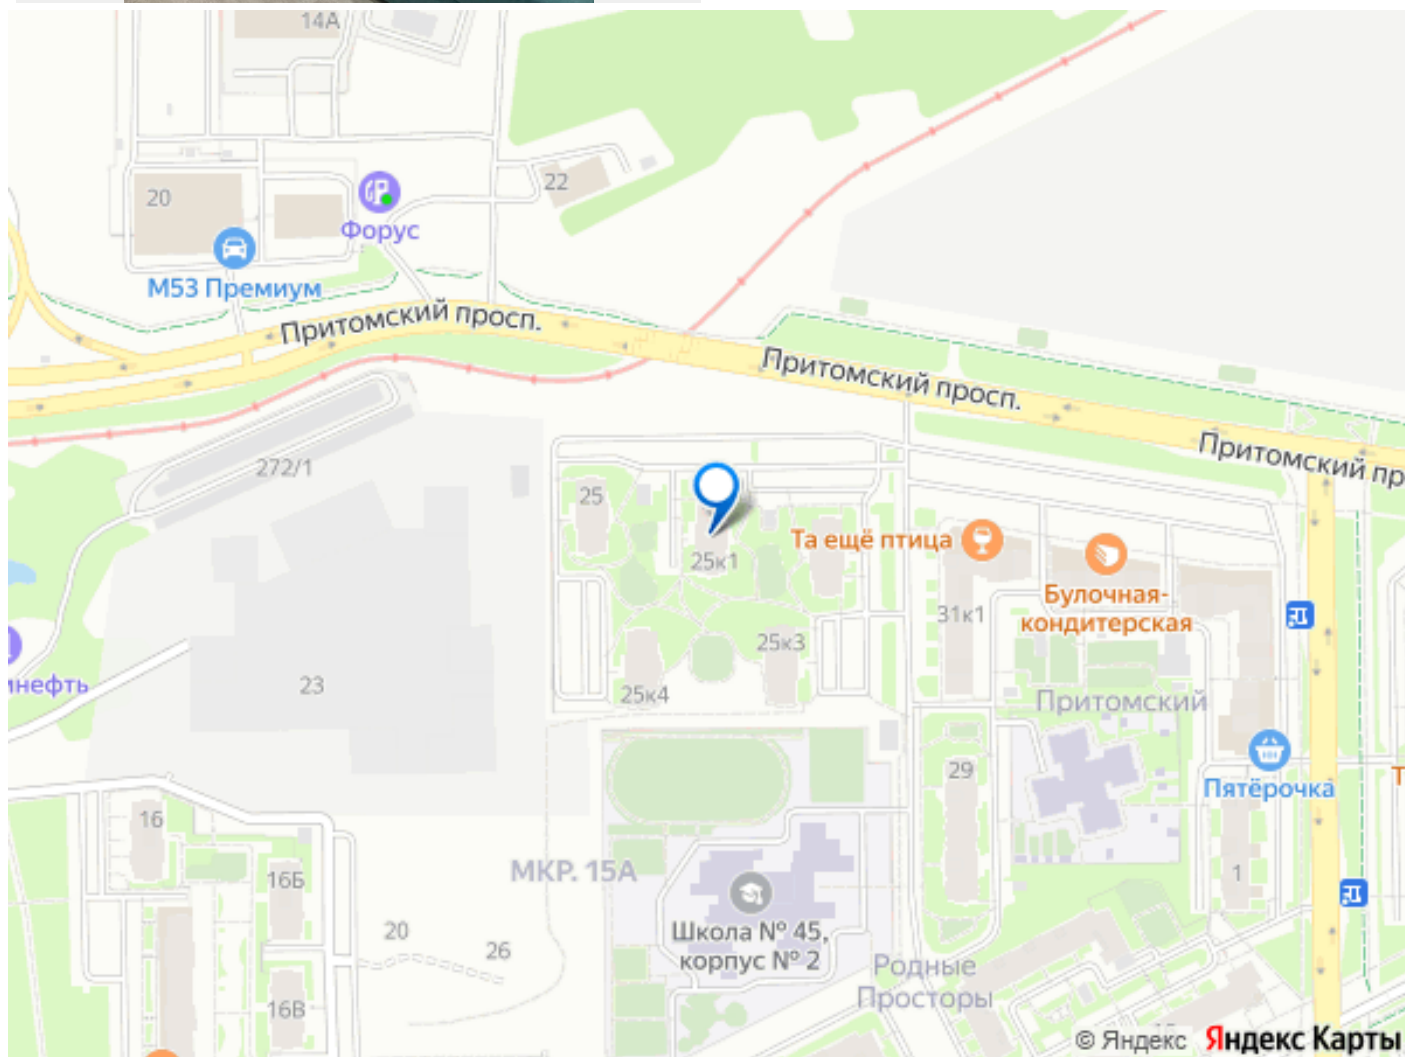 14А
20
22
Форус
М53 Премиум
Притомский просп.
Притомский просп.
Притомский пр
272/1
25
25к1
Та ещё птица
Булочная-
кондитерская
31к1
25к3
25к4
инефть
23
Притомский
29
Пятёрочка
Т
16
МКР. 15А
16Б
1
20
26
Школа № 45,
корпус № 2
Родные
Просторы
16В
© Яндекс Яндекс Карты